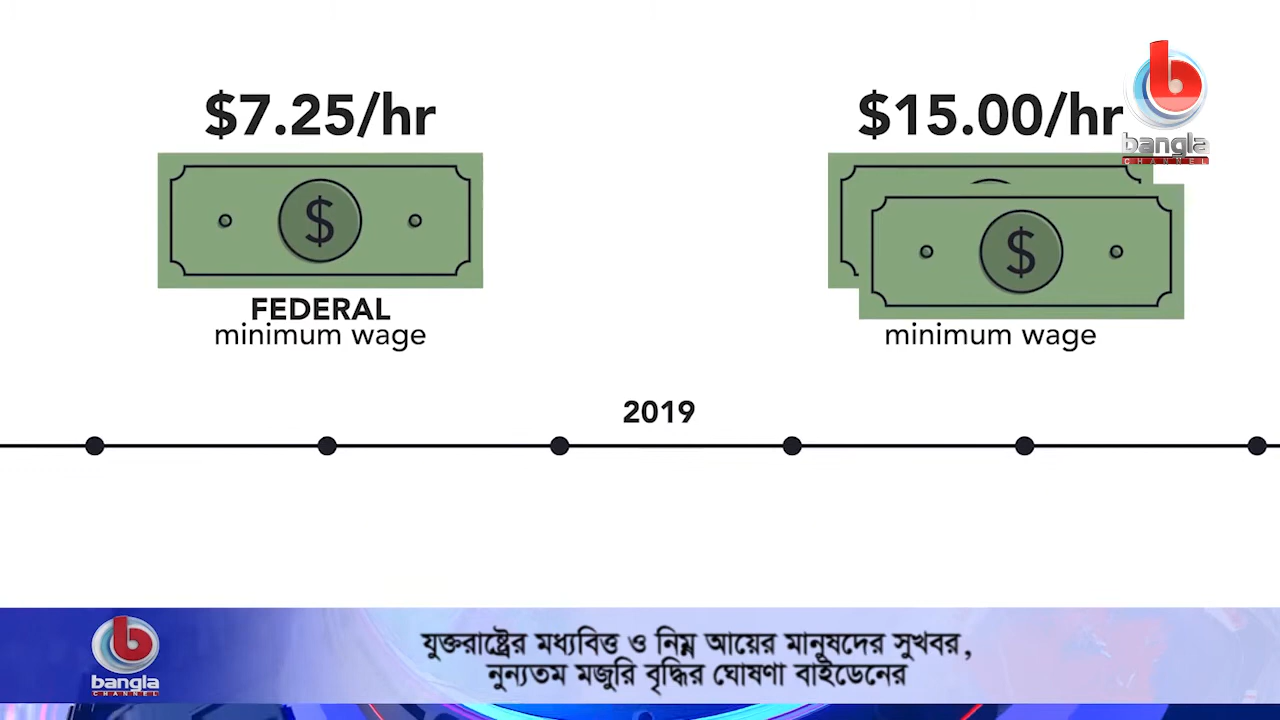 $7.25/hr
$15.00/hr
bangla
CHANNEL
$
$
FEDERAL
minimum wage
minimum wage
2019
যুক্তরাষ্ট্রের মধ্যবিত্ত ও নিম্ন আয়ের মানুষদের সুখবর,
নুন্যতম মজুরি বৃদ্ধির ঘোষণা বাইডেনের
b
bangla
CHANNEL